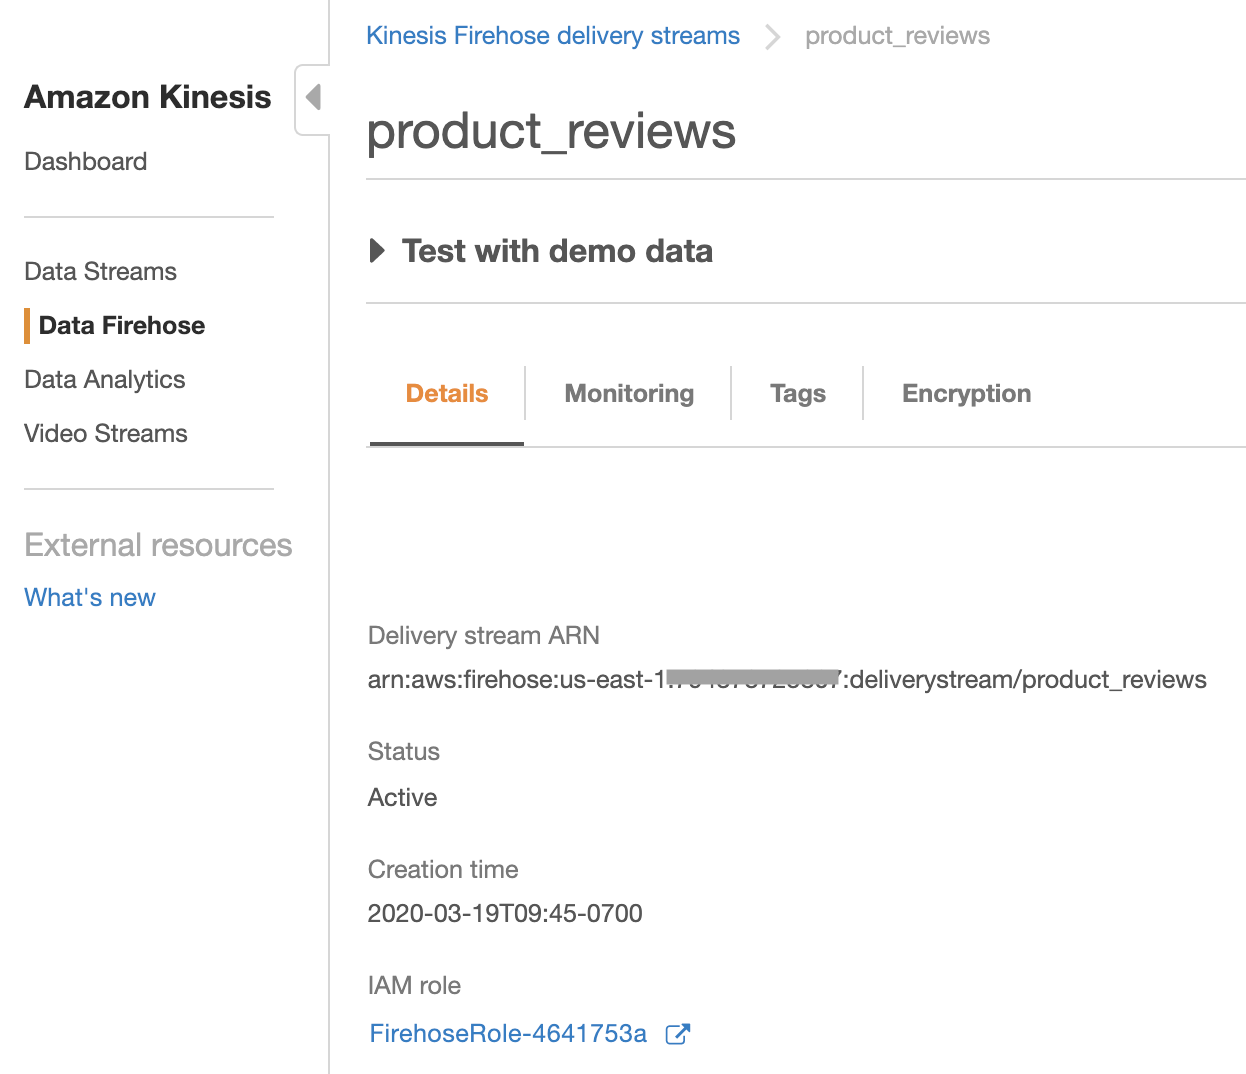 Kinesis Firehose delivery streams
product_reviews
Amazon Kinesis
Dashboard
Data Streams
Data Firehose
Data Analytics
Video Streams
External resources
What's new
product_reviews
Test with demo data
Details
Monitoring
Tags
Encryption
Delivery stream ARN
arn:aws:firehose:us-east-1 :deliverystream/product_reviews
Status
Active
Creation time
2020-03-19T09:45-0700
IAM role
FirehoseRole-4641753a